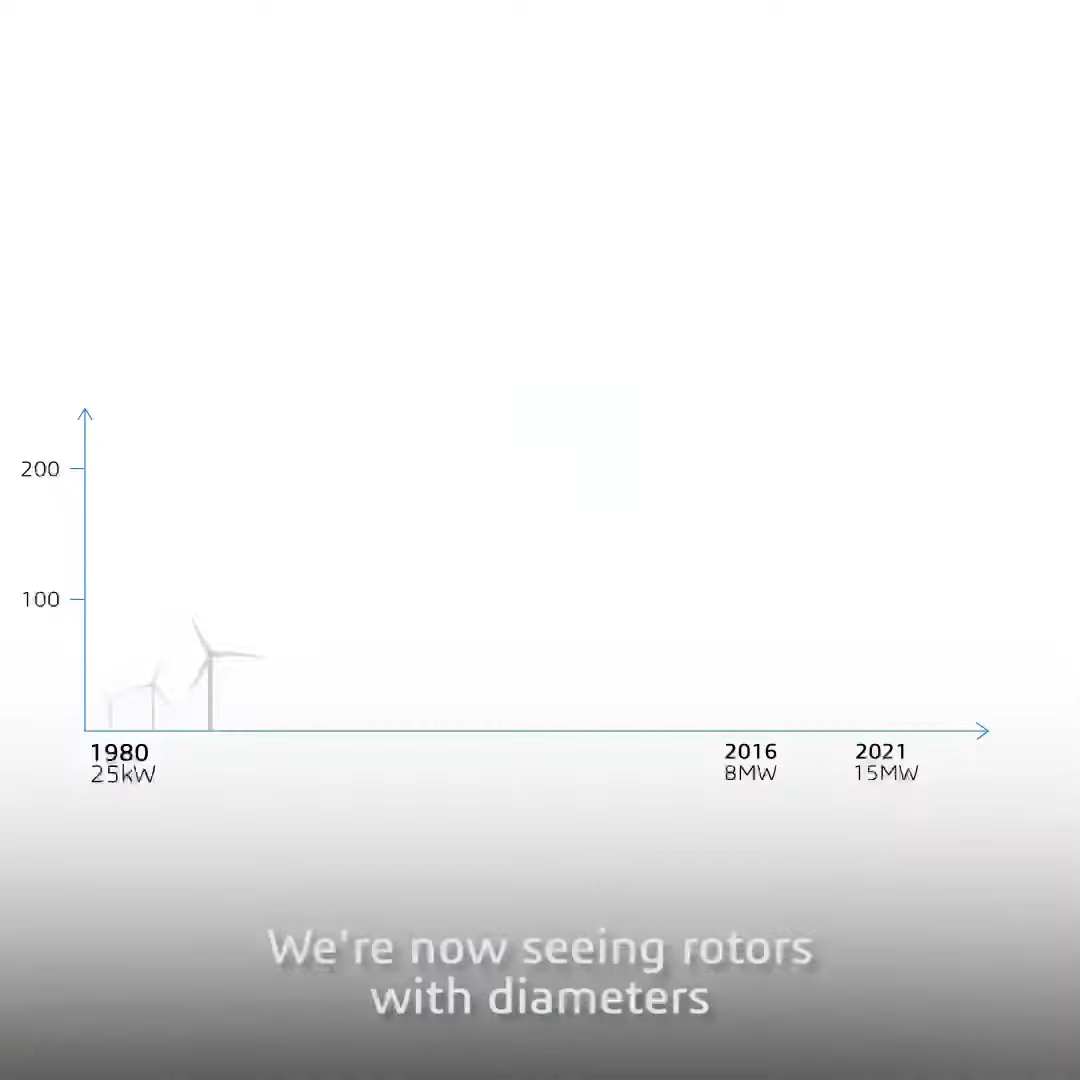 200
100
1980
25kW
2016
8MW
2021
15MW
We're now seeing rotors
with diameters